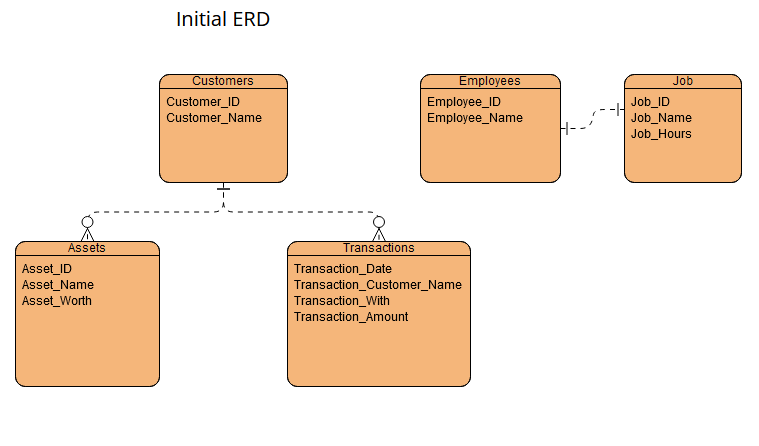 Initial ERD
Customers
Customer_ID
Customer_Name
Employees
Employee_ID
Employee_Name
Job
Job_ID
Job_Name
Job_Hours
Assets
Asset_ID
Asset_Name
Asset_Worth
Transactions
Transaction_Date
Transaction_Customer_Name
Transaction_With
Transaction_Amount